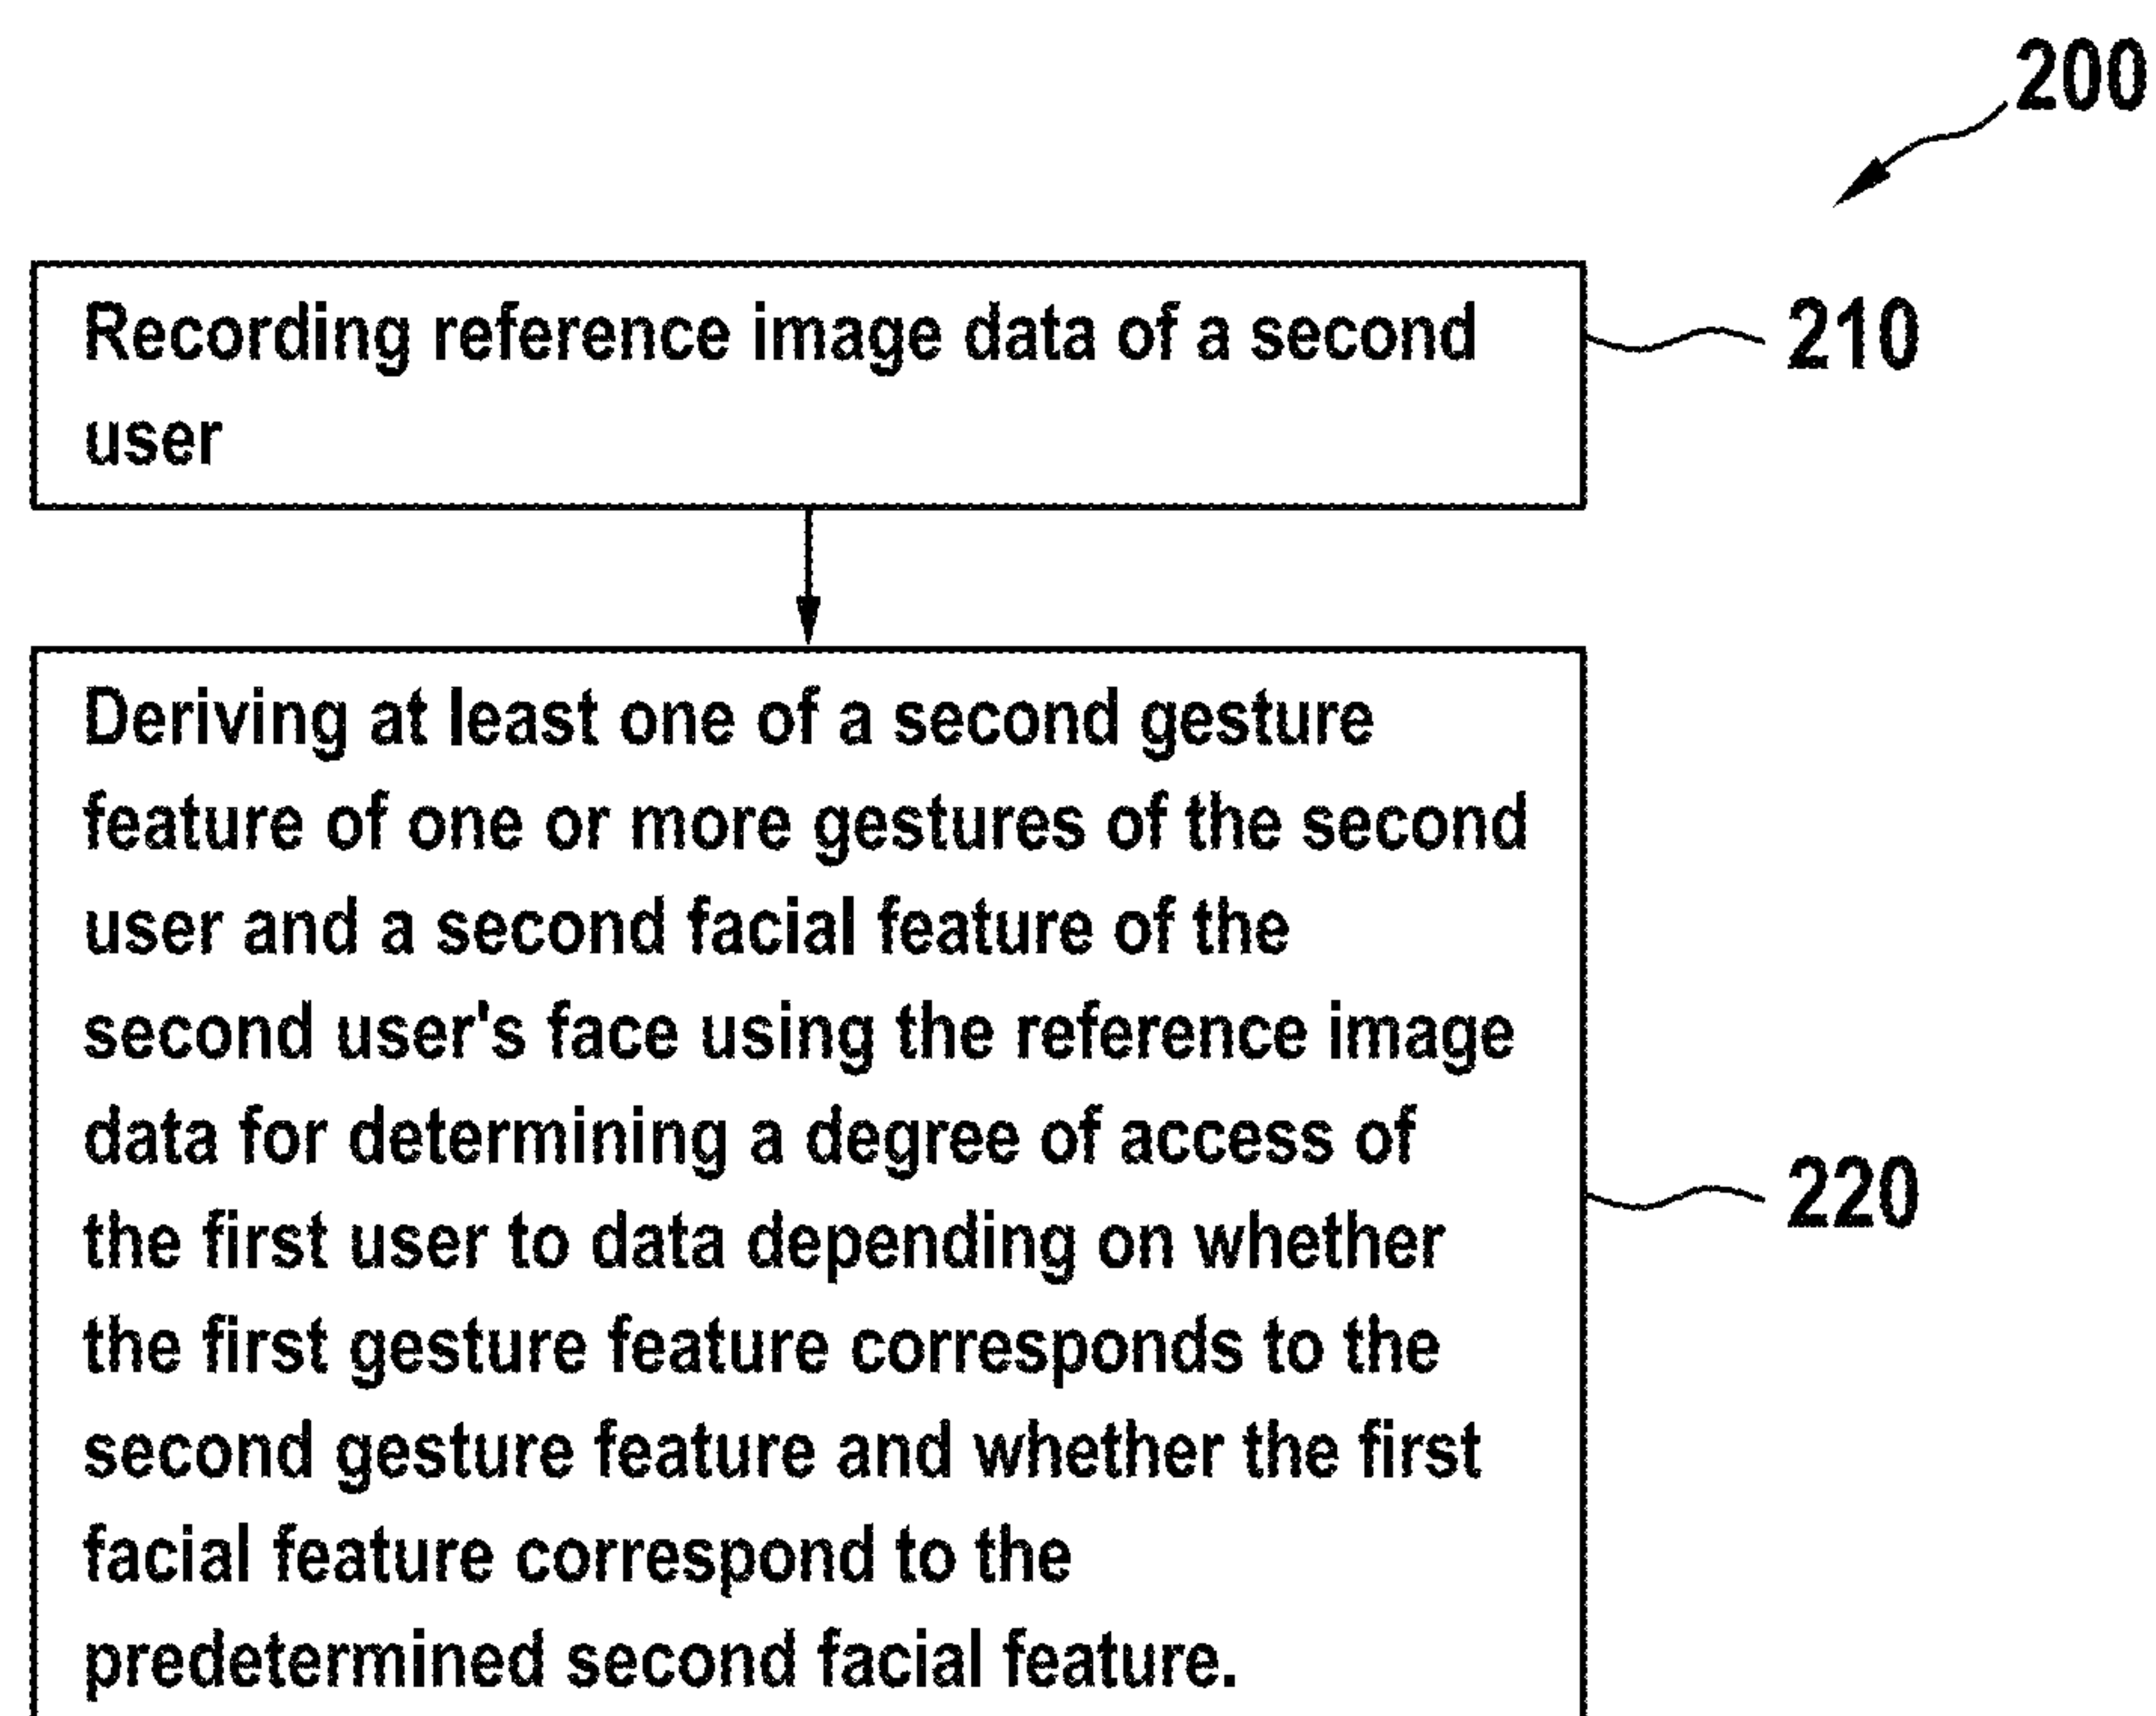 200
Recording reference image data of a second
user
210
Deriving at least one of a second gesture
feature of one or more gestures of the second
user and a second facial feature of the
second user's face using the reference image
data for determining a degree of access of
the first user to data depending on whether
the first gesture feature corresponds to the
second gesture feature and whether the first
facial feature correspond to the
predetermined second facial feature.
220